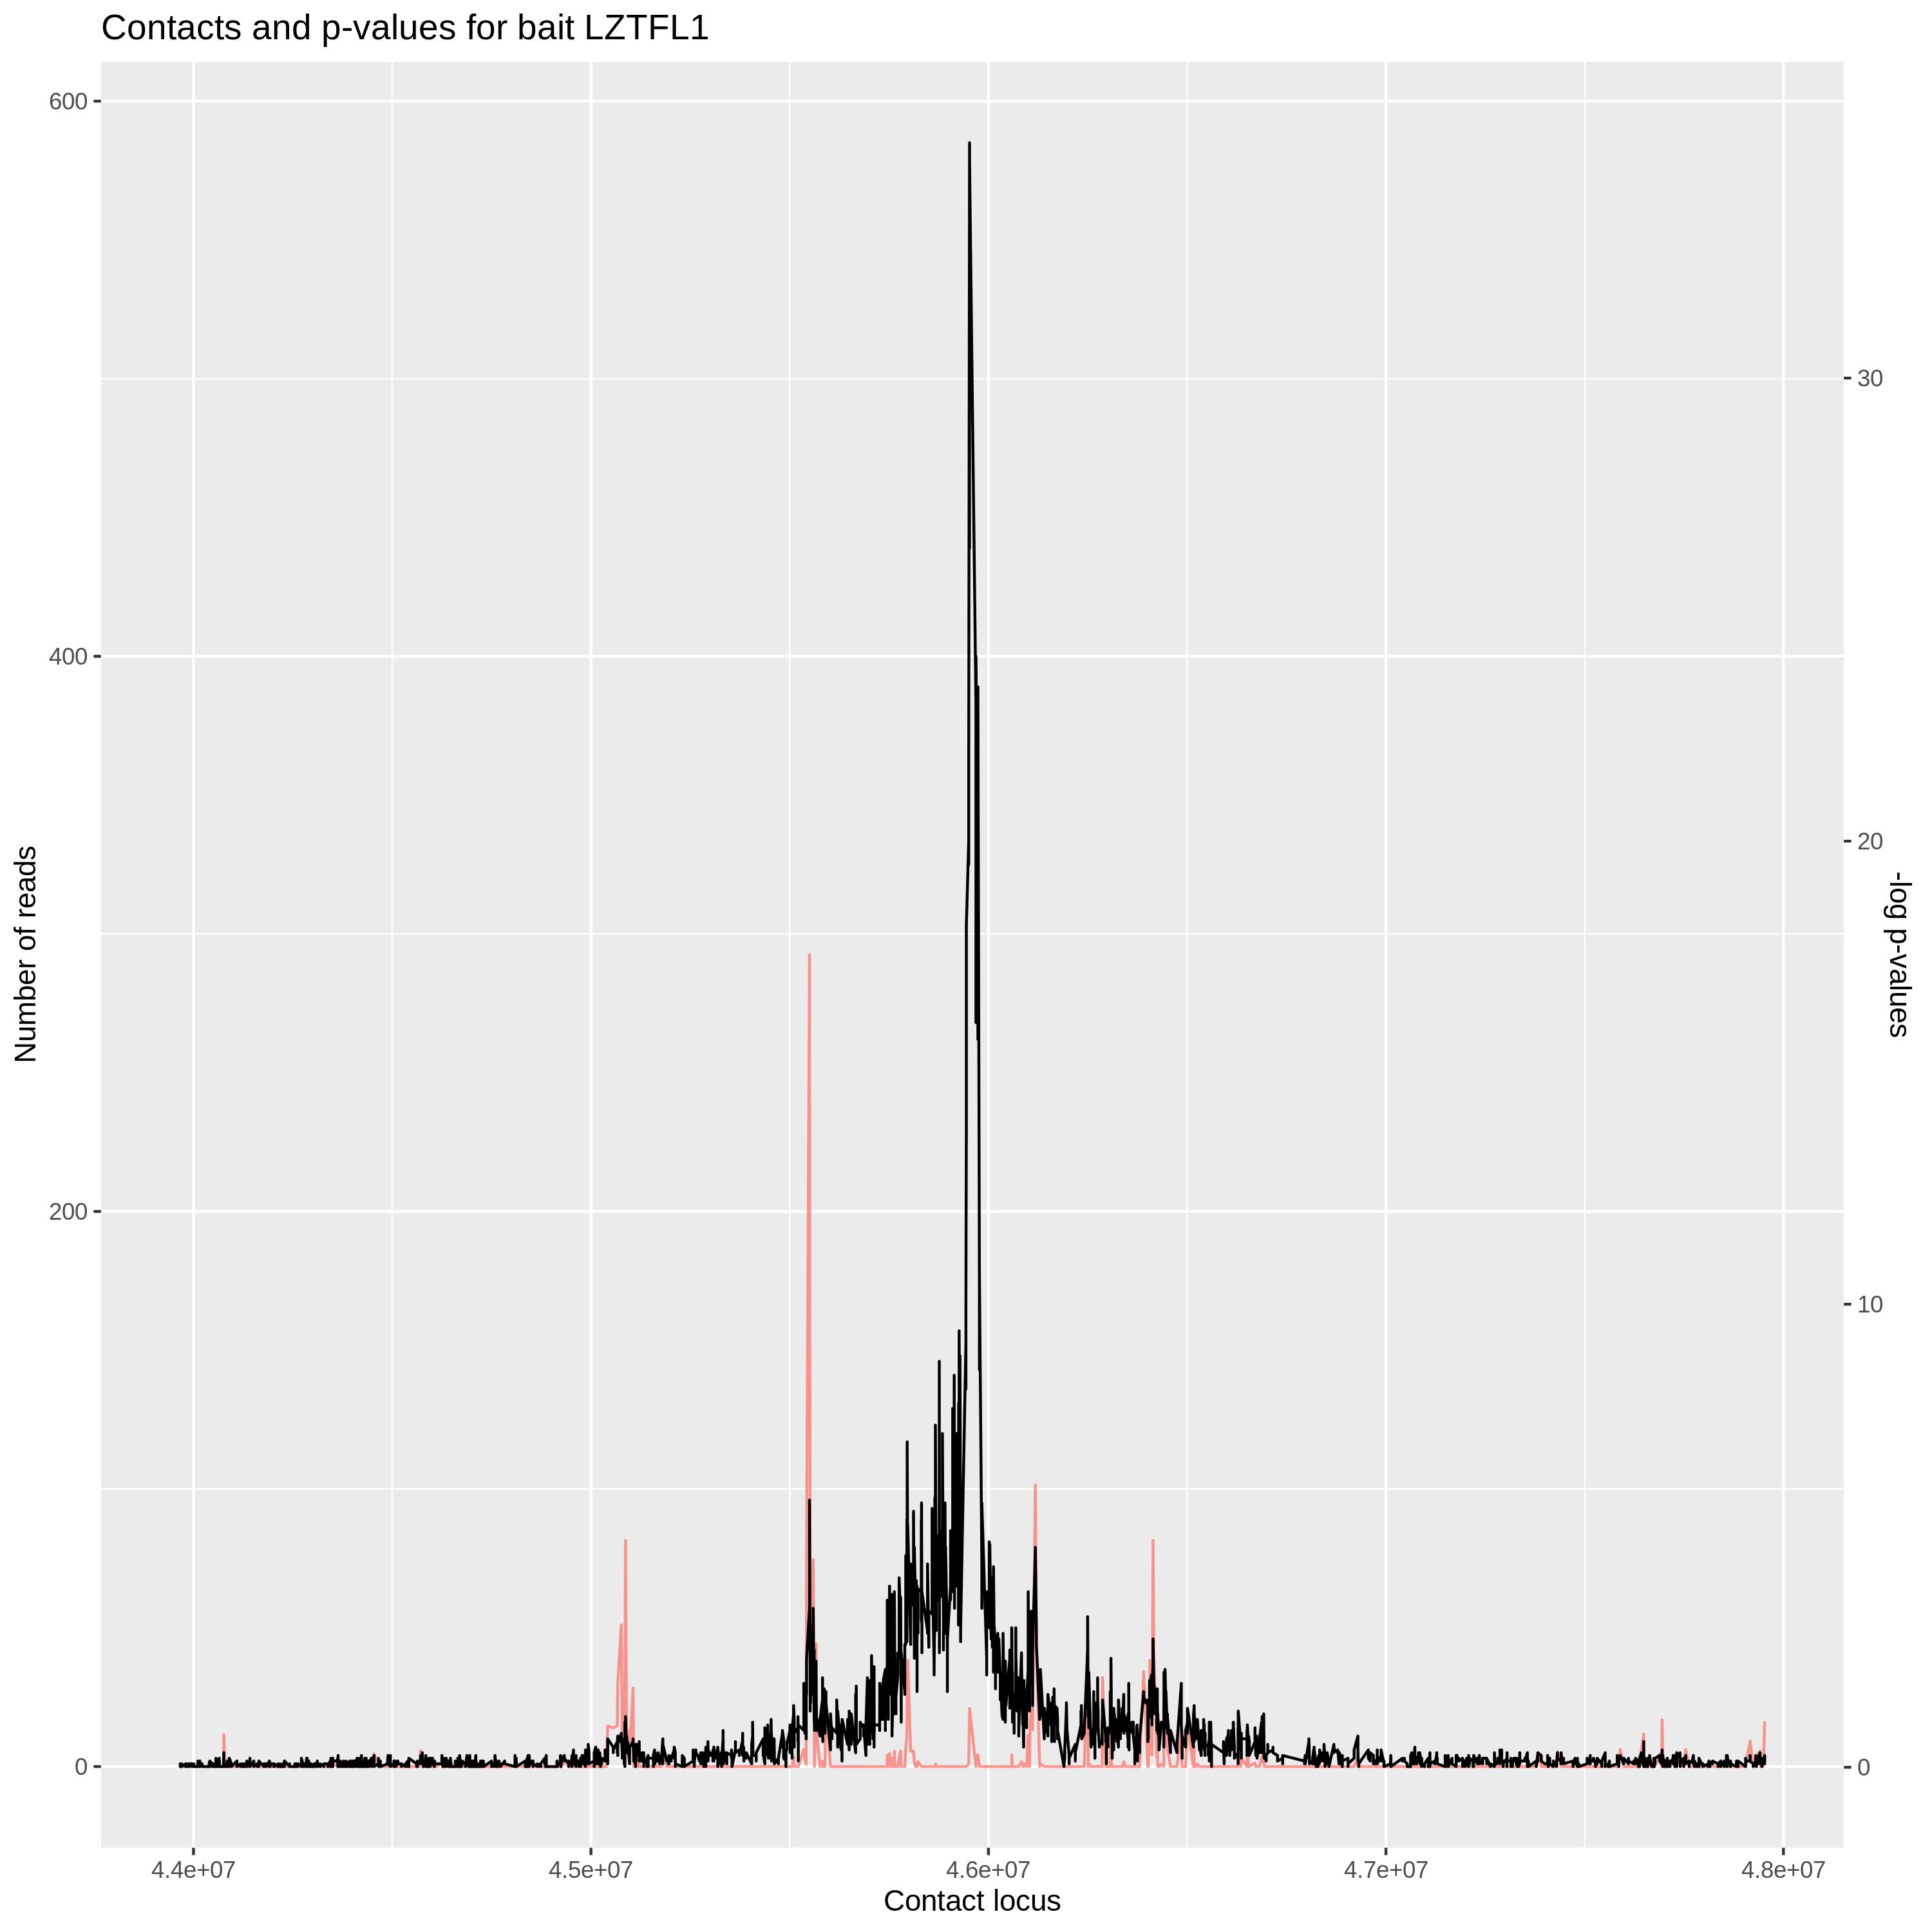 Contacts and p-values for bait LZTFL1
600
400
200
0
Number of reads
30
20
10
0
-log p-values
4.4e+07
4.5e+07
4.6e+07
4.7e+07
4.8e+07
Contact locus